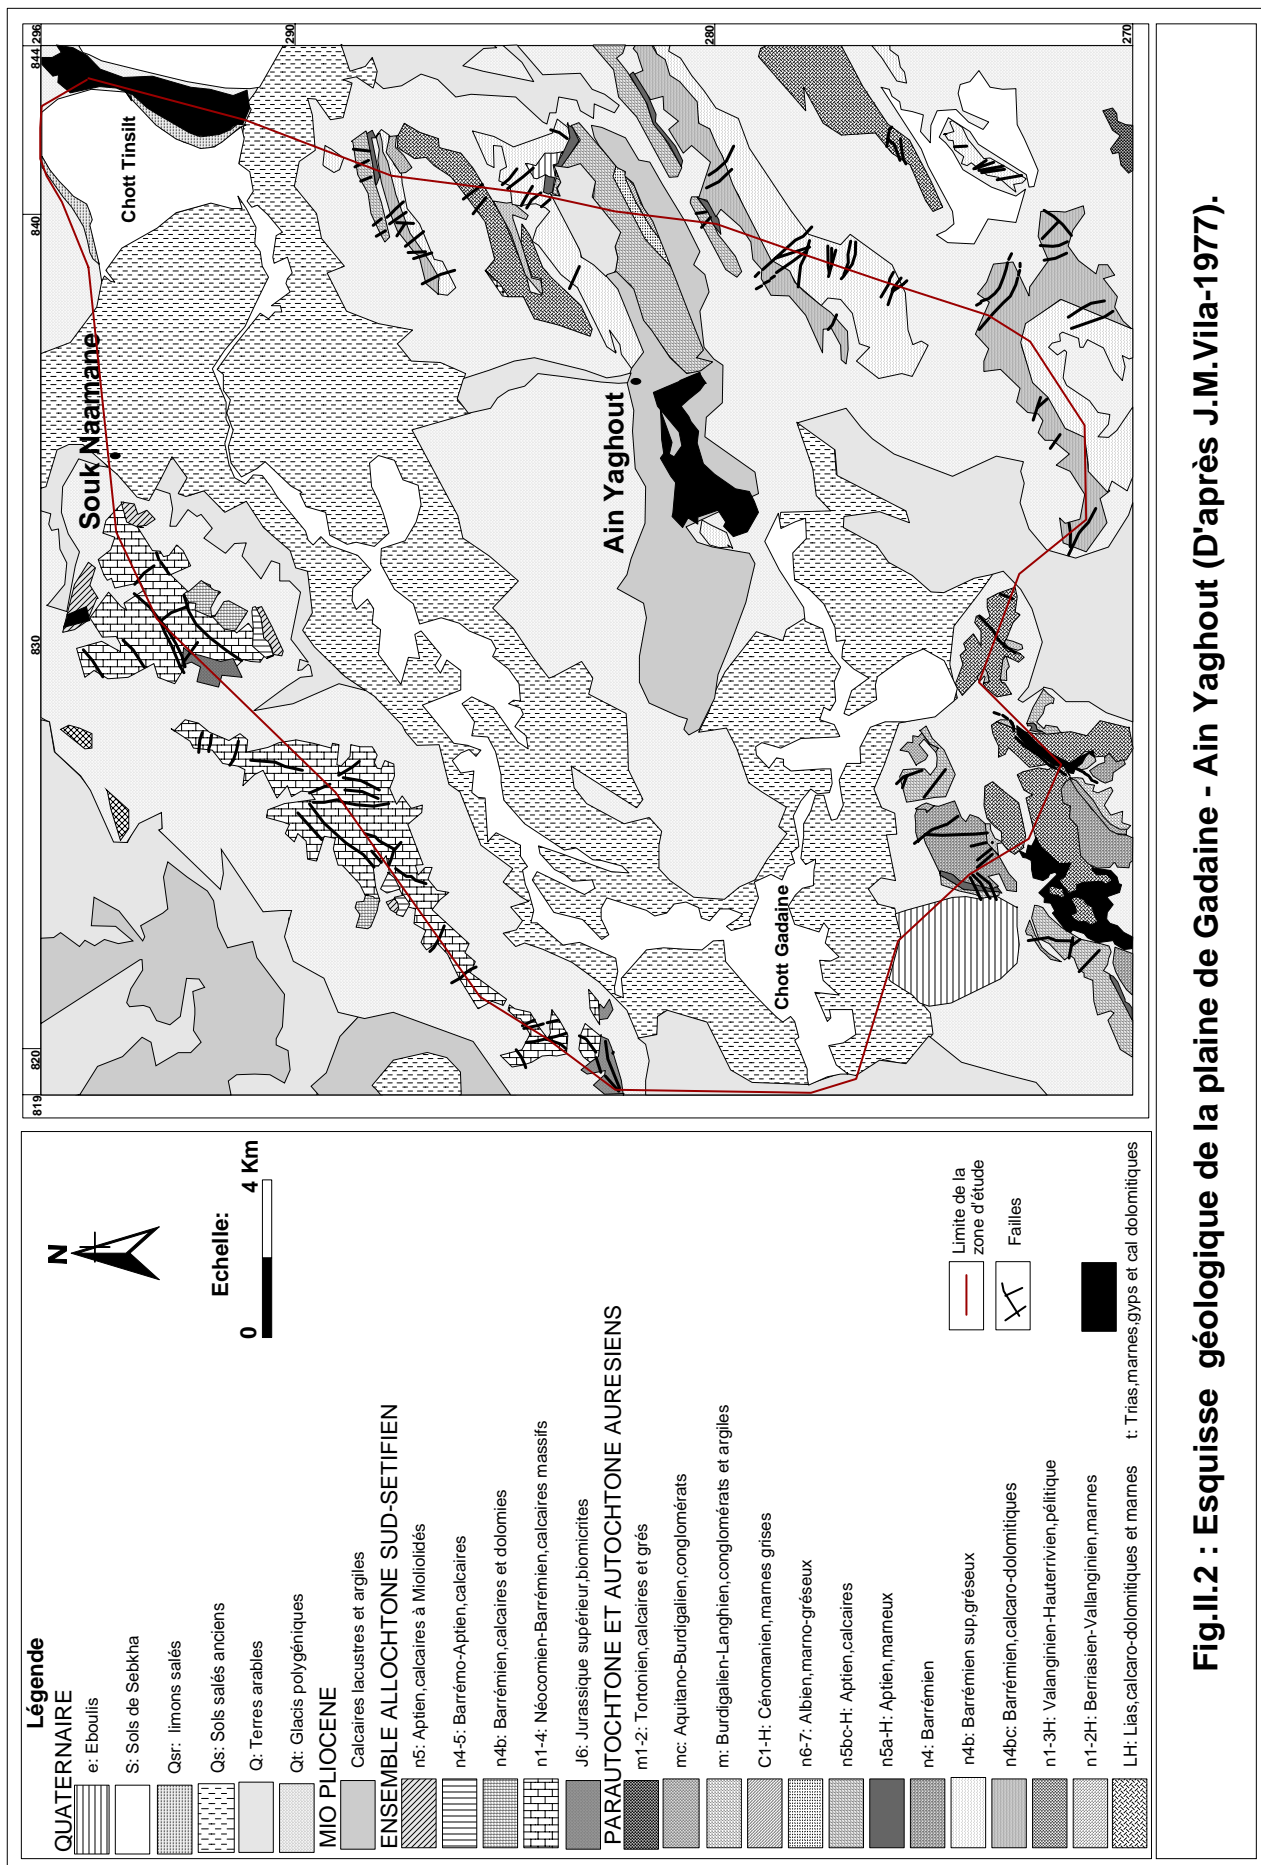 Légende
QUATERNAIRE
e: Eboulis
S: Sols de Sebkha
Qsr: limons salés
Qs: Sols salés anciens
Q: Terres arables
Qt: Glacis polygéniques
MIO PLIOCENE
Calcaires lacustres et argiles
ENSEMBLE ALLOCHTONE SUD-SETIFIEN
n5: Aptien,calcaires à Mioliolidés
n4-5: Barrémo-Aptien,calcaires
n4b: Barrémien,calcaires et dolomies
n1-4: Néocomien-Barrémien,calcaires massifs
J6: Jurassique supérieur,biomicrites
PARAUTOCHTONE ET AUTOCHTONE AURESIENS
m1-2: Tortonien,calcaires et grés
mc: Aquitano-Burdigalien,conglomérats
m: Burdigalien-Langhien,conglomérats et argiles
C1-H: Cénomanien,marnes grises
n6-7: Albien,marno-gréseux
n5bc-H: Aptien,calcaires
n5a-H: Aptien,marneux
n4: Barrémien
n4b: Barrémien sup,gréseux
n4bc: Barrémien,calcaro-dolomitiques
n1-3H: Valanginien-Hauterrivien,pélitique
n1-2H: Berriasien-Vallanginien,marnes
LH: Lias,calcaro-dolomitiques et marnes
t: Trias,marnes,gyps et cal dolomitiques
N
Echelle:
0 4 Km
Limite de la
zone d'étude
Failles
819
820
830
840
844
296
290
280
270
Chott Tinsilt
Souk Naamane
Ain Yaghout
Chott Gadaine
Fig.II.2 : Esquisse géologique de la plaine de Gadaine - Ain Yaghout (D'après J.M.Vila-1977).